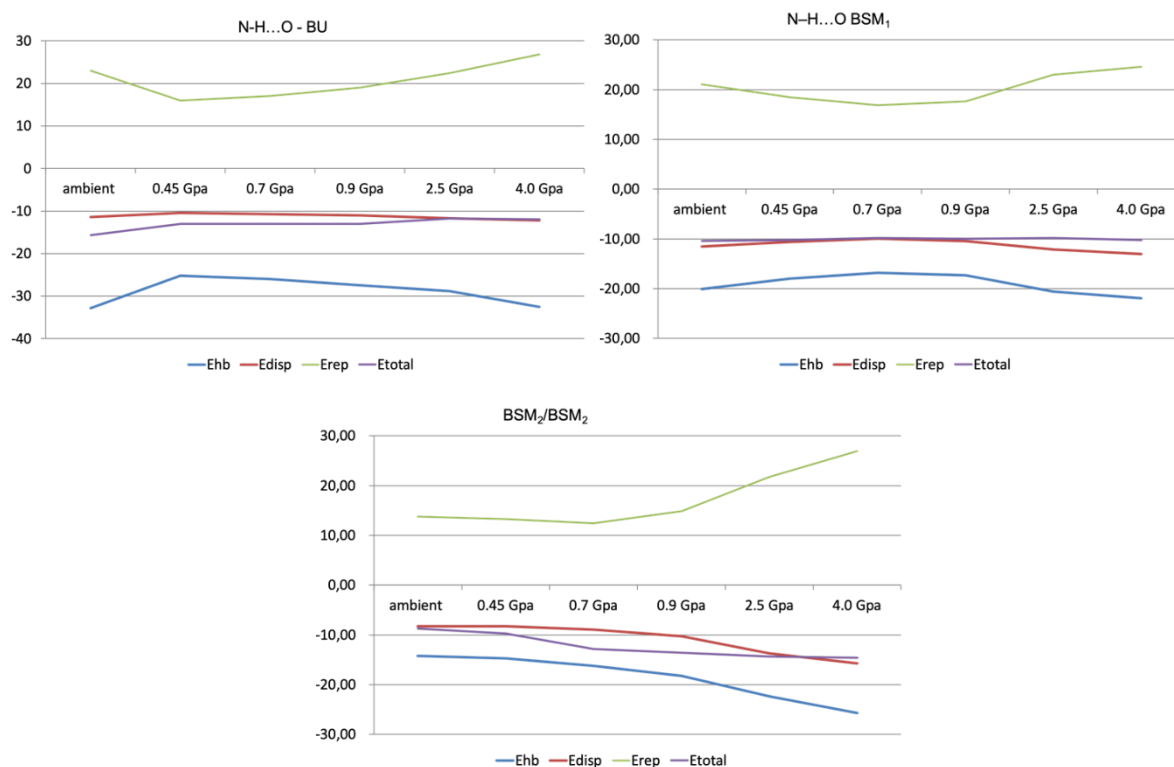 N-H...O - BU
30
20
10
0
ambient 0.45 Gpa 0.7 Gpa 0.9 Gpa 2.5 Gpa 4.0 Gpa
-10
-20
-30
-40
Ehb Edisp Erep Etotal
N–H...O BSM₁
30,00
20,00
10,00
0,00
ambient 0.45 Gpa 0.7 Gpa 0.9 Gpa 2.5 Gpa 4.0 Gpa
-10,00
-20,00
-30,00
Ehb Edisp Erep Etotal
BSM₂/BSM₂
30,00
20,00
10,00
0,00
ambient 0.45 Gpa 0.7 Gpa 0.9 Gpa 2.5 Gpa 4.0 Gpa
-10,00
-20,00
-30,00
Ehb Edisp Erep Etotal